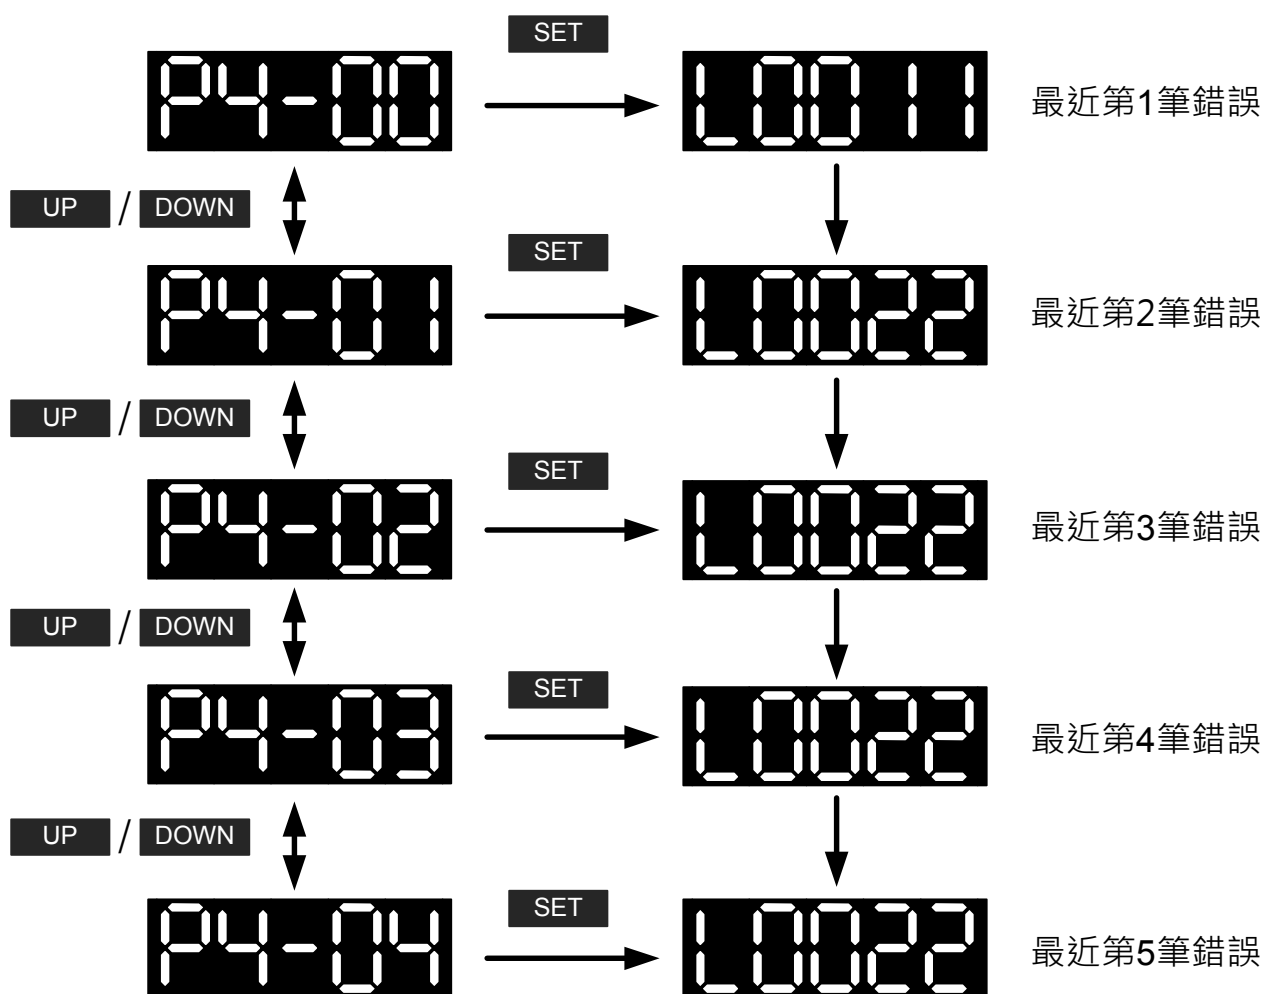 SET
P4-00 L0011 最近第1筆錯誤
UP / DOWN
SET
P4-01 L0022 最近第2筆錯誤
UP / DOWN
SET
P4-02 L0022 最近第3筆錯誤
UP / DOWN
SET
P4-03 L0022 最近第4筆錯誤
UP / DOWN
SET
P4-04 L0022 最近第5筆錯誤